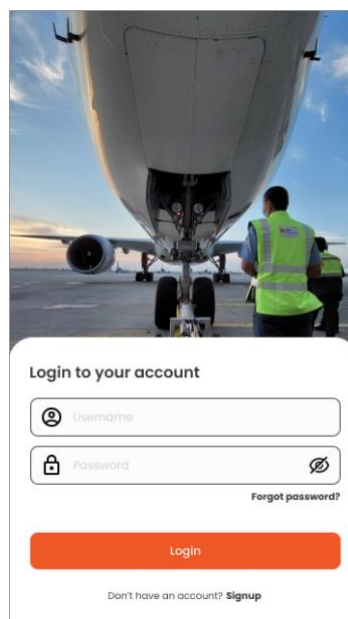 Login to your account
Username
Password
Forgot password?
Login
Don't have an account? Signup